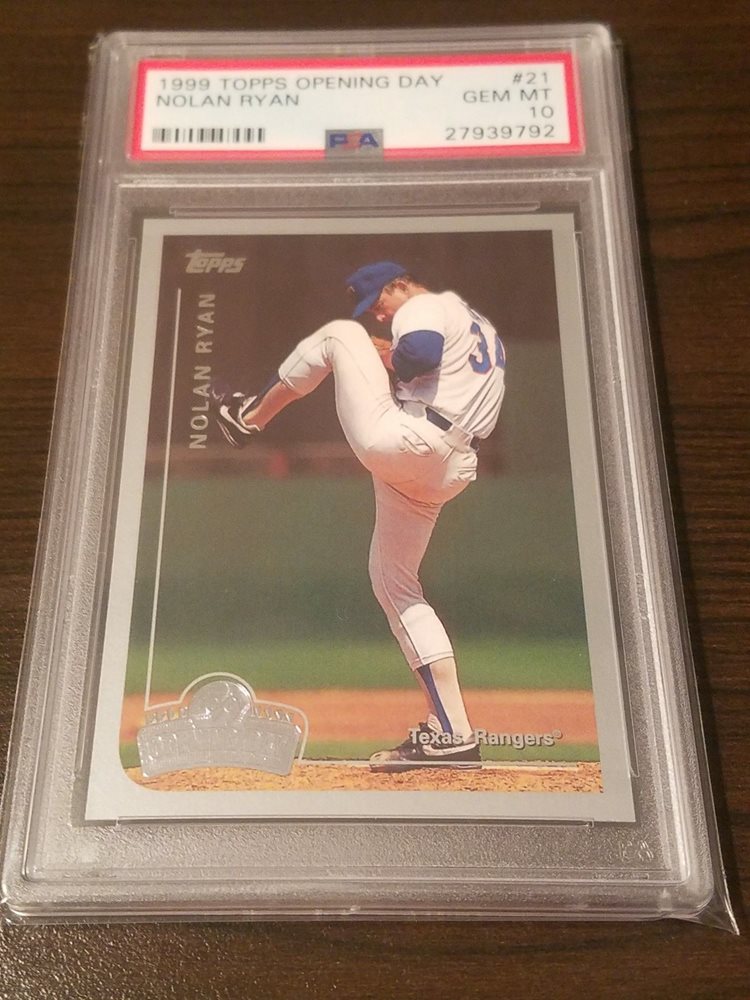 1999 TOPPS OPENING DAY #21
NOLAN RYAN GEM MT
10
PSA 27939792
Topps
NOLAN RYAN
Texas Rangers®